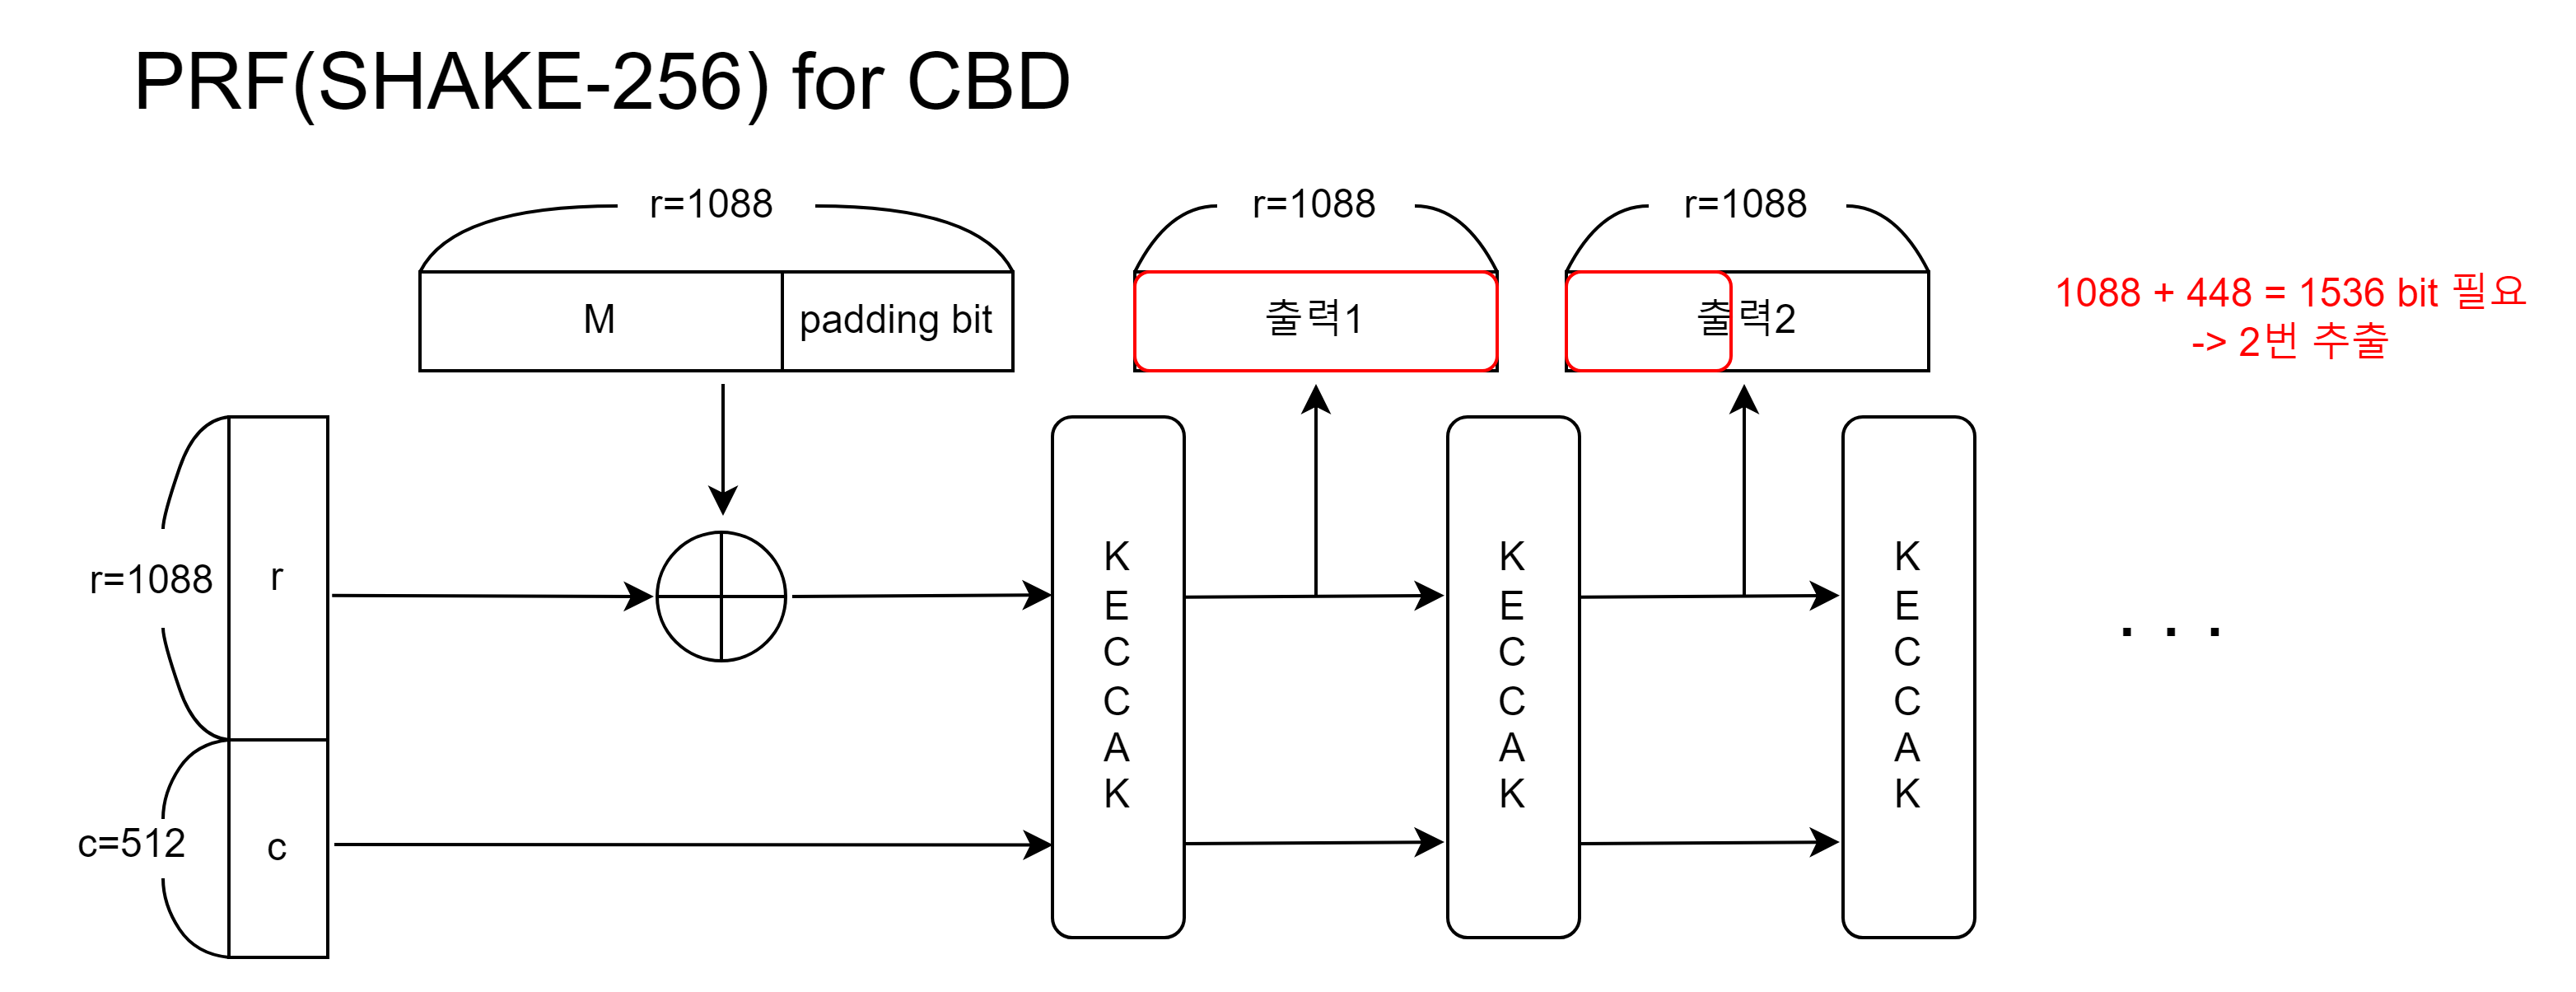 PRF(SHAKE-256) for CBD
r=1088
r=1088
r=1088
M
padding bit
출력1
출력2
1088 + 448 = 1536 bit 필요
-> 2번 추출
r=1088
r
c=512
c
K
E
C
C
A
K
K
E
C
C
A
K
K
E
C
C
A
K
. . .